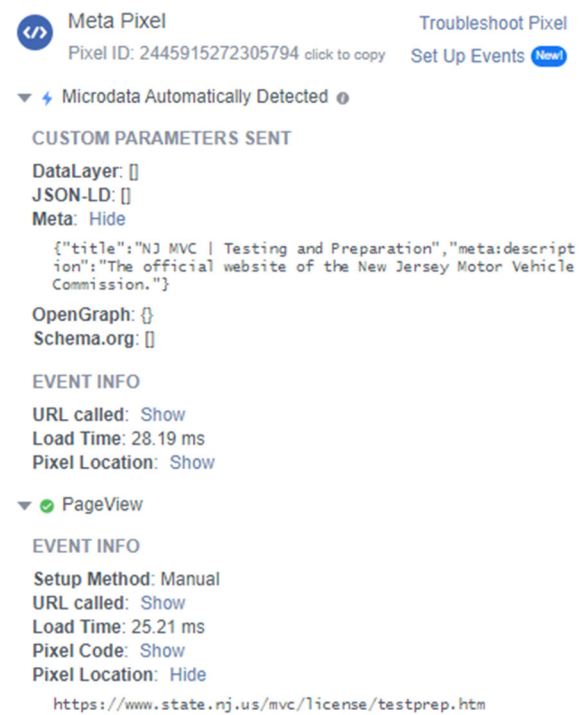 Meta Pixel
Troubleshoot Pixel
Pixel ID: 2445915272305794 click to copy
Set Up Events New!
Microdata Automatically Detected
CUSTOM PARAMETERS SENT
DataLayer: []
JSON-LD: []
Meta: Hide
{"title":"NJ MVC | Testing and Preparation","meta:descript
ion":"The official website of the New Jersey Motor Vehicle
Commission."}
OpenGraph: {}
Schema.org: []
EVENT INFO
URL called: Show
Load Time: 28.19 ms
Pixel Location: Show
PageView
EVENT INFO
Setup Method: Manual
URL called: Show
Load Time: 25.21 ms
Pixel Code: Show
Pixel Location: Hide
https://www.state.nj.us/mvc/license/testprep.htm